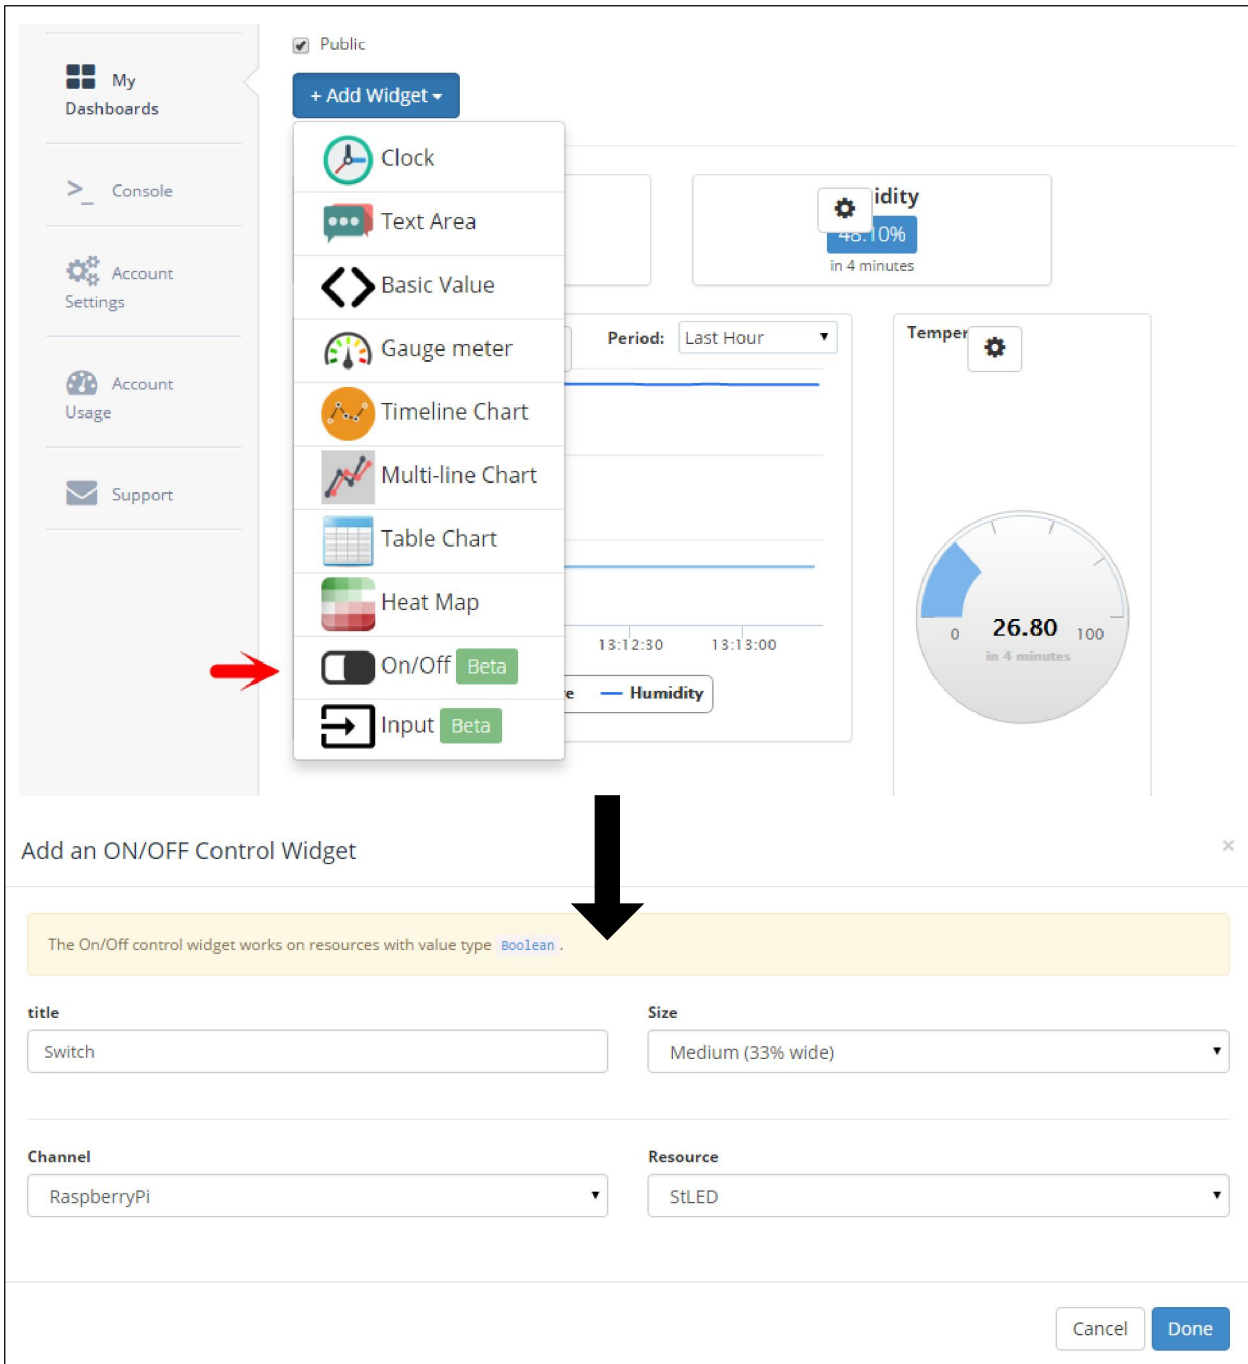 Public
My
Dashboards
+ Add Widget
Console
Account
Settings
Account
Usage
Support
Clock
Text Area
Basic Value
Gauge meter
Timeline Chart
Multi-line Chart
Table Chart
Heat Map
On/Off Beta
Input Beta
idity
48.10%
in 4 minutes
Period: Last Hour
13:12:30 13:13:00
e Humidity
Temper
0 26.80 100
in 4 minutes
Add an ON/OFF Control Widget ×
The On/Off control widget works on resources with value type Boolean .
title
Switch
Size
Medium (33% wide)
Channel
RaspberryPi
Resource
StLED
Cancel Done